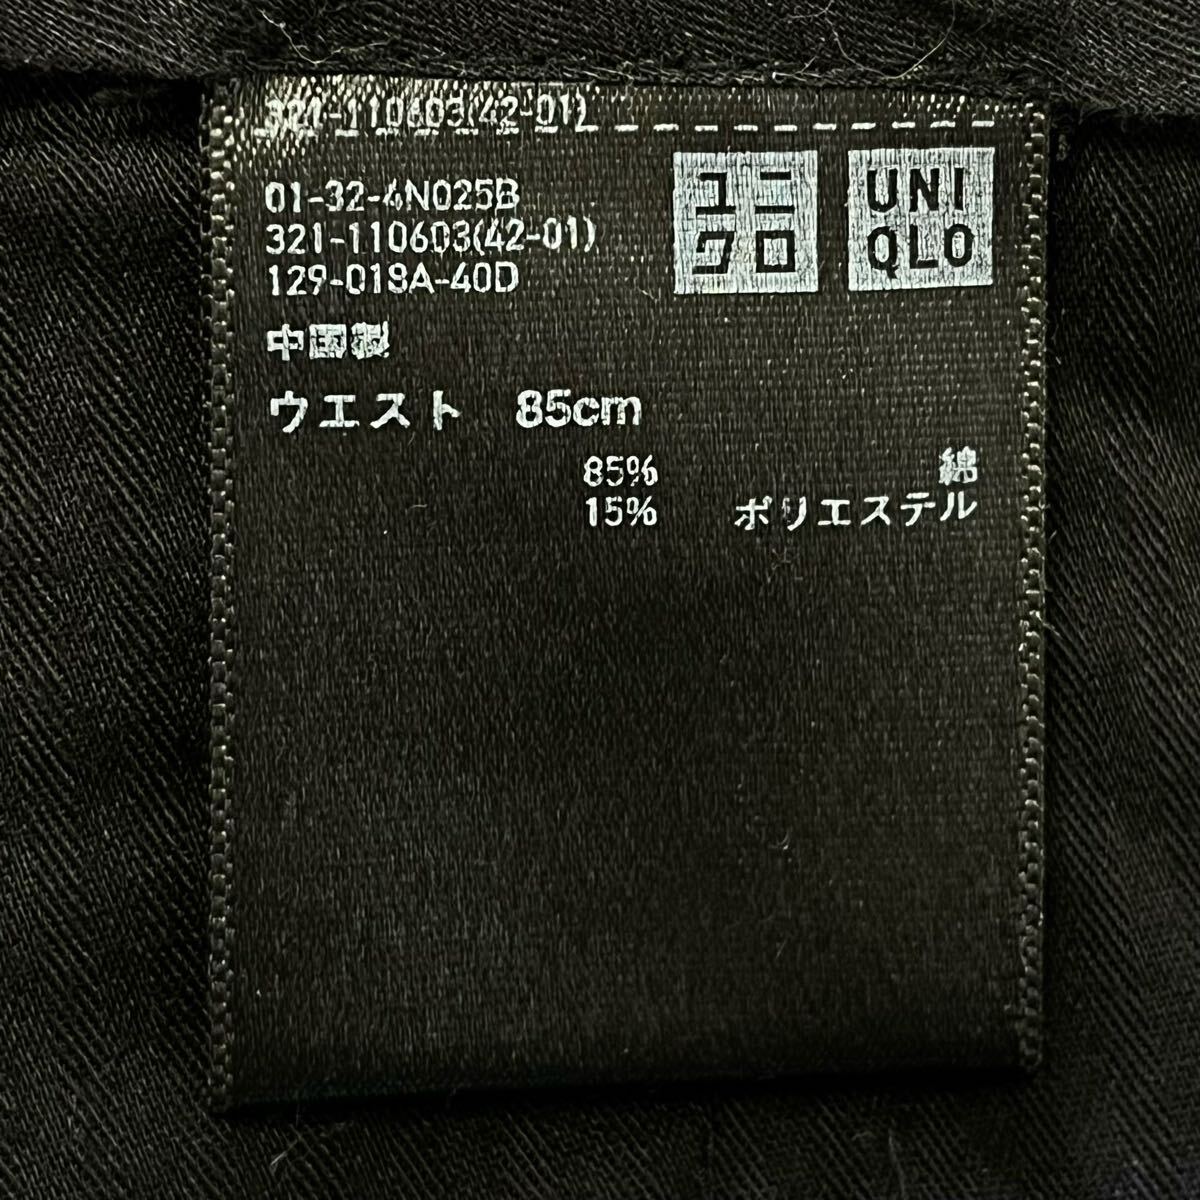 321-110603(42-01)
ユニ
クロ
UNI
QLO
01-32-4N025B
321-110603(42-01)
129-018A-40D
中国製
ウエスト 85cm
85% 綿
15% ポリエステル